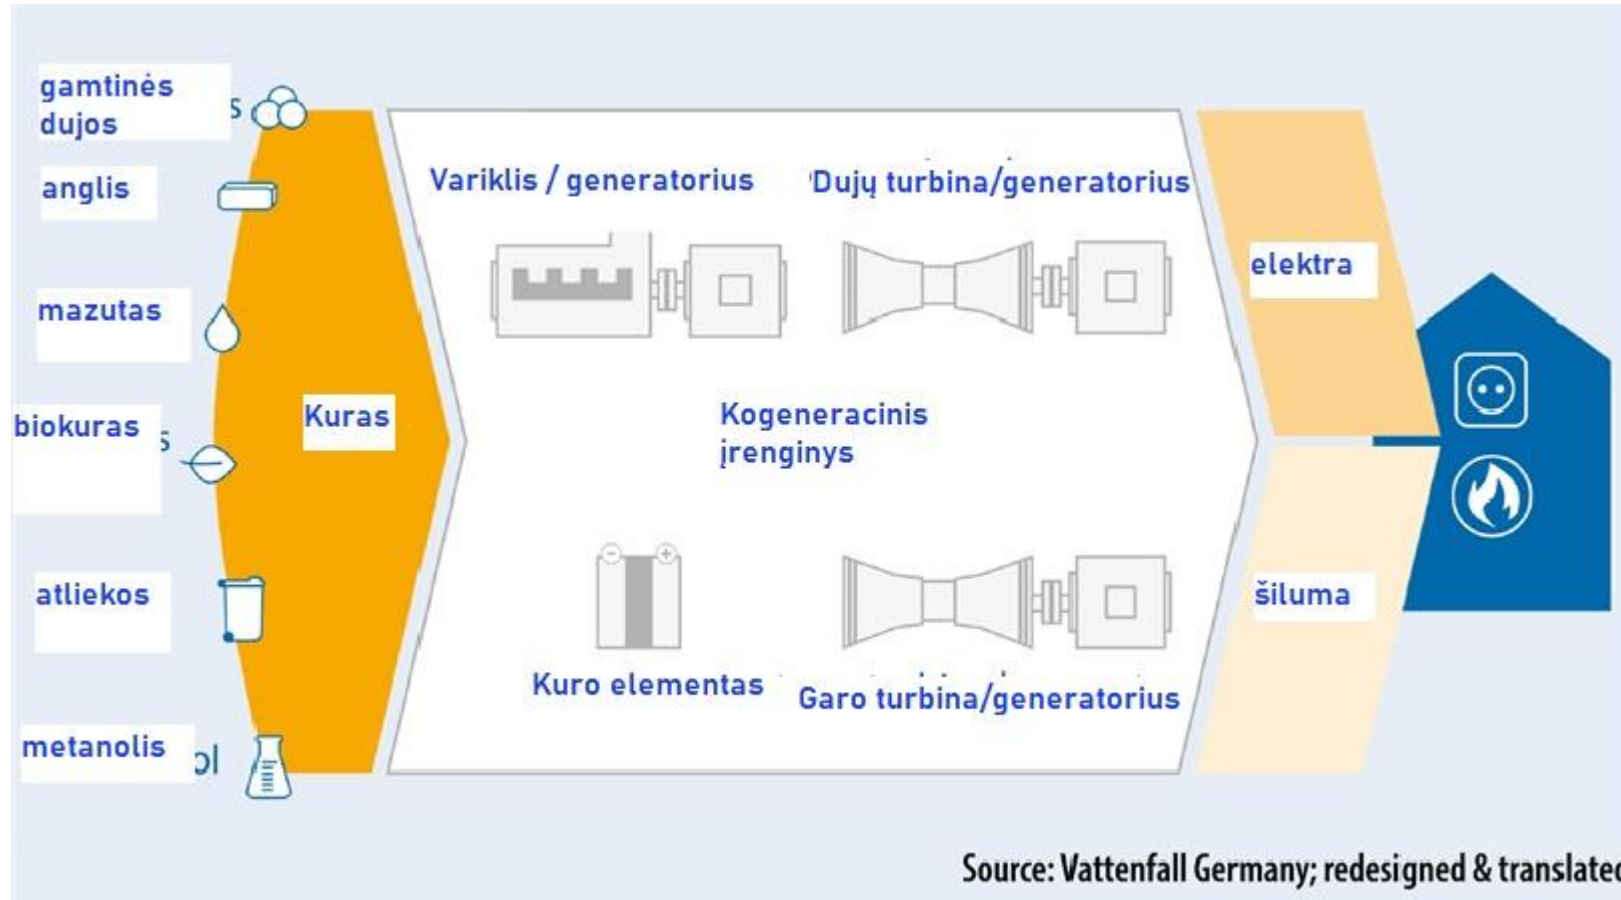 gamtinės
dujos
s
anglis
mazutas
biokuras
s
atliekos
metanolis
ol
Kuras
Variklis / generatorius
Dujų turbina/generatorius
Kogeneracinis
įrenginys
Kuro elementas
Garo turbina/generatorius
elektra
šiluma
Source: Vattenfall Germany; redesigned & translated